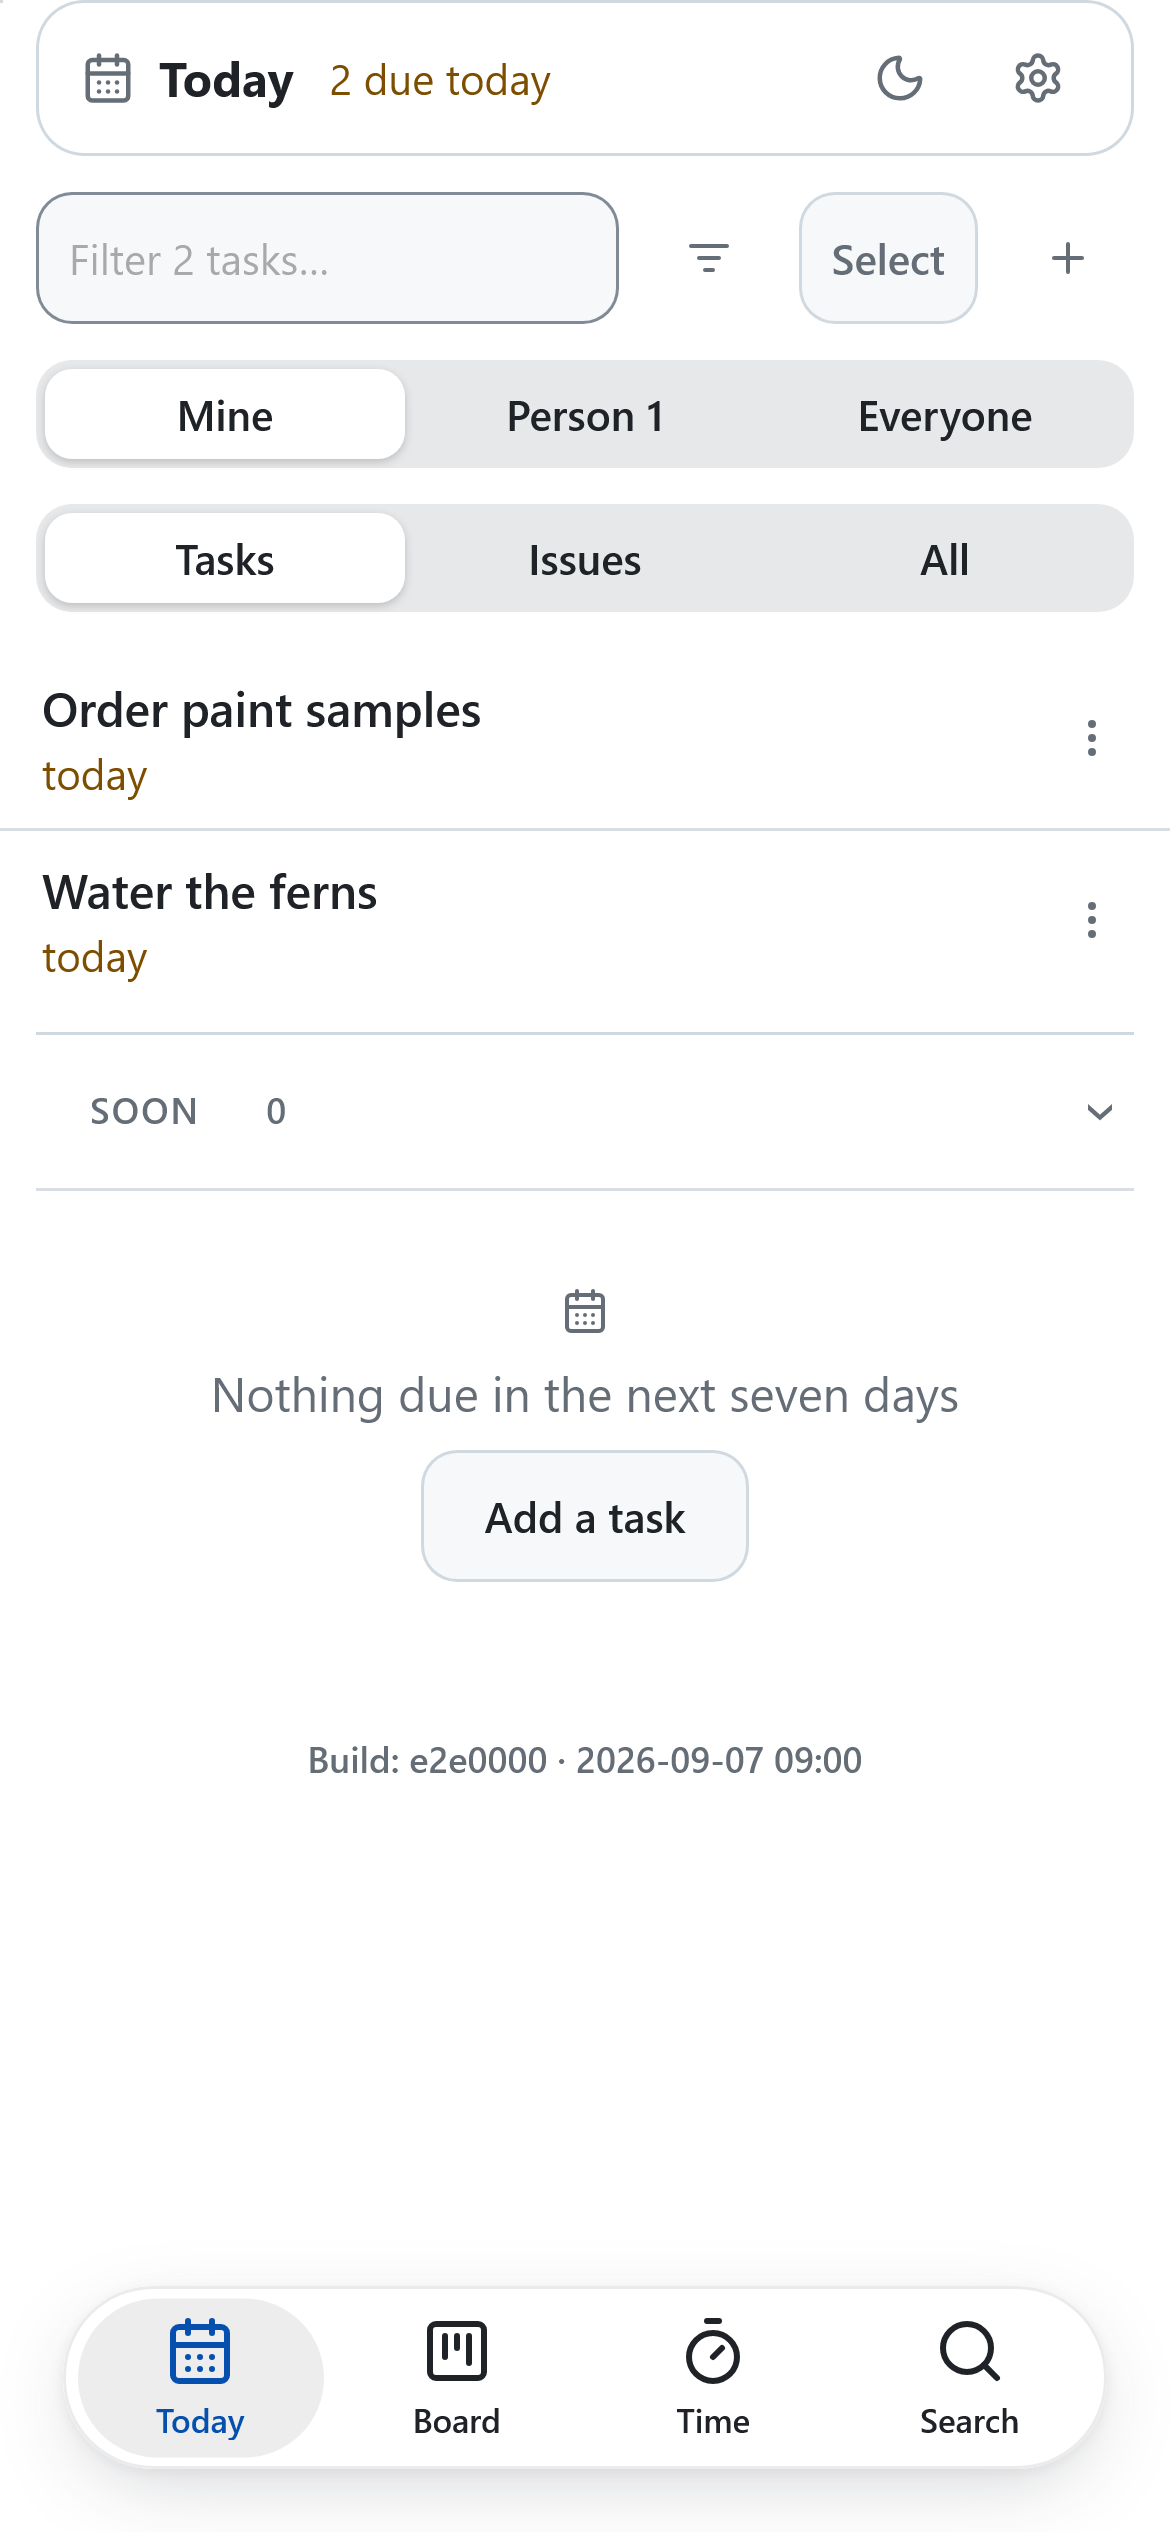 Today 2 due today
Filter 2 tasks...
Select
Mine Person 1 Everyone
Tasks Issues All
Order paint samples
today
Water the ferns
today
SOON 0
Nothing due in the next seven days
Add a task
Build: e2e0000 · 2026-09-07 09:00
Today Board Time Search